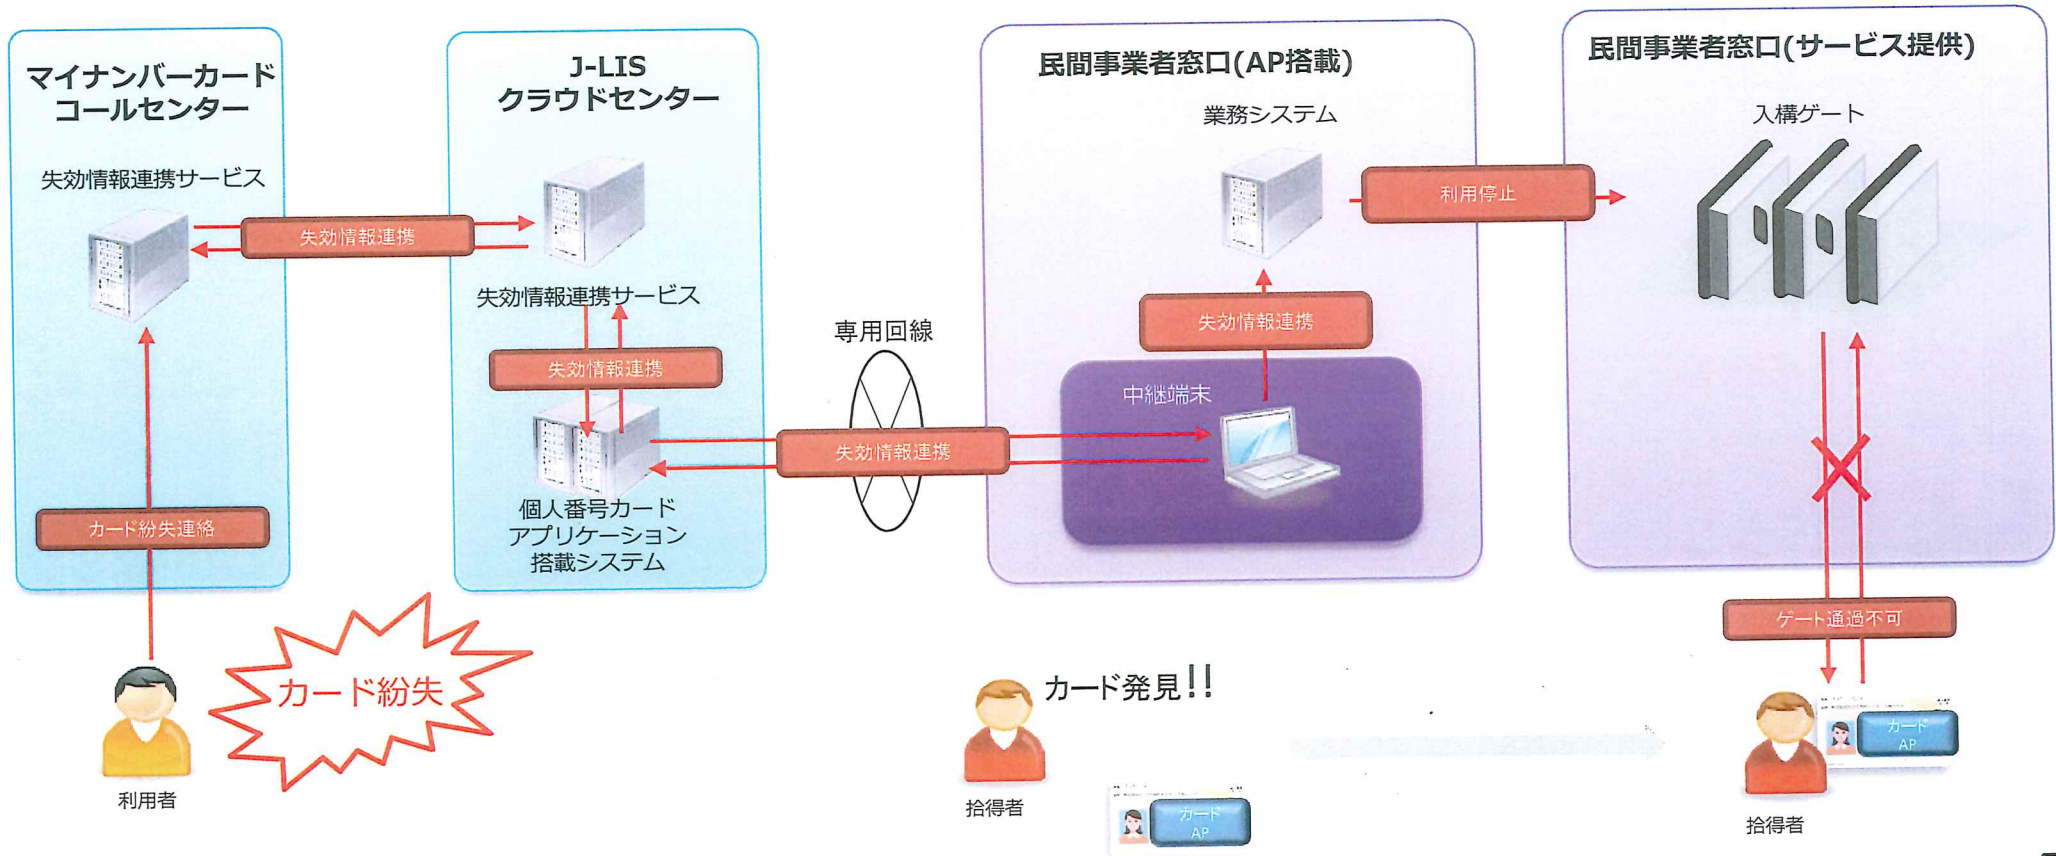 マイナンバーカード
コールセンター
失効情報連携サービス
失効情報連携
カード紛失連絡
カード紛失
利用者
J-LIS
クラウドセンター
失効情報連携サービス
失効情報連携
個人番号カード
アプリケーション
搭載システム
専用回線
失効情報連携
民間事業者窓口(AP搭載)
業務システム
失効情報連携
中継端末
利用停止
民間事業者窓口(サービス提供)
入構ゲート
ゲート通過不可
カード発見!!
拾得者
カード
AP
カード
AP
拾得者